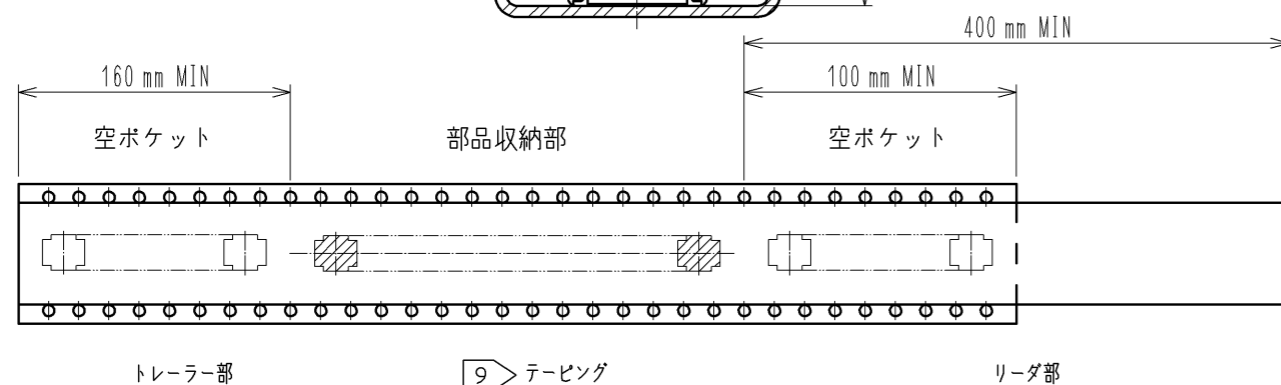 400 mm MIN
160 mm MIN
100 mm MIN
空ポケット
部品収納部
空ポケット
トレーラー部
9 テーピング
リーダ部